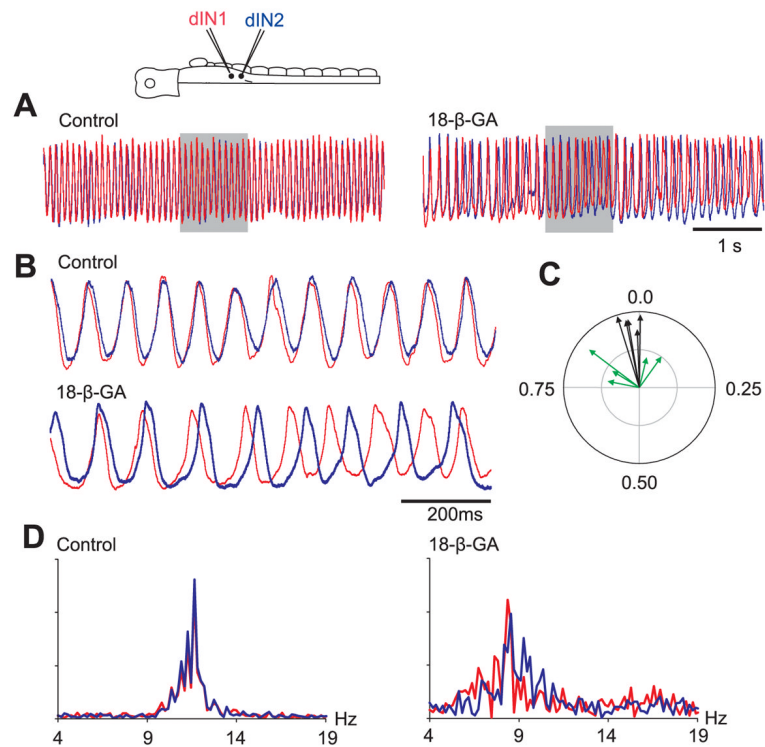 dIN1 dIN2
A
Control
18-β-GA
1 s
B
Control
18-β-GA
200ms
C
0.0
0.75
0.25
0.50
D
Control
18-β-GA
Hz
Hz
4 9 14 19
4 9 14 19